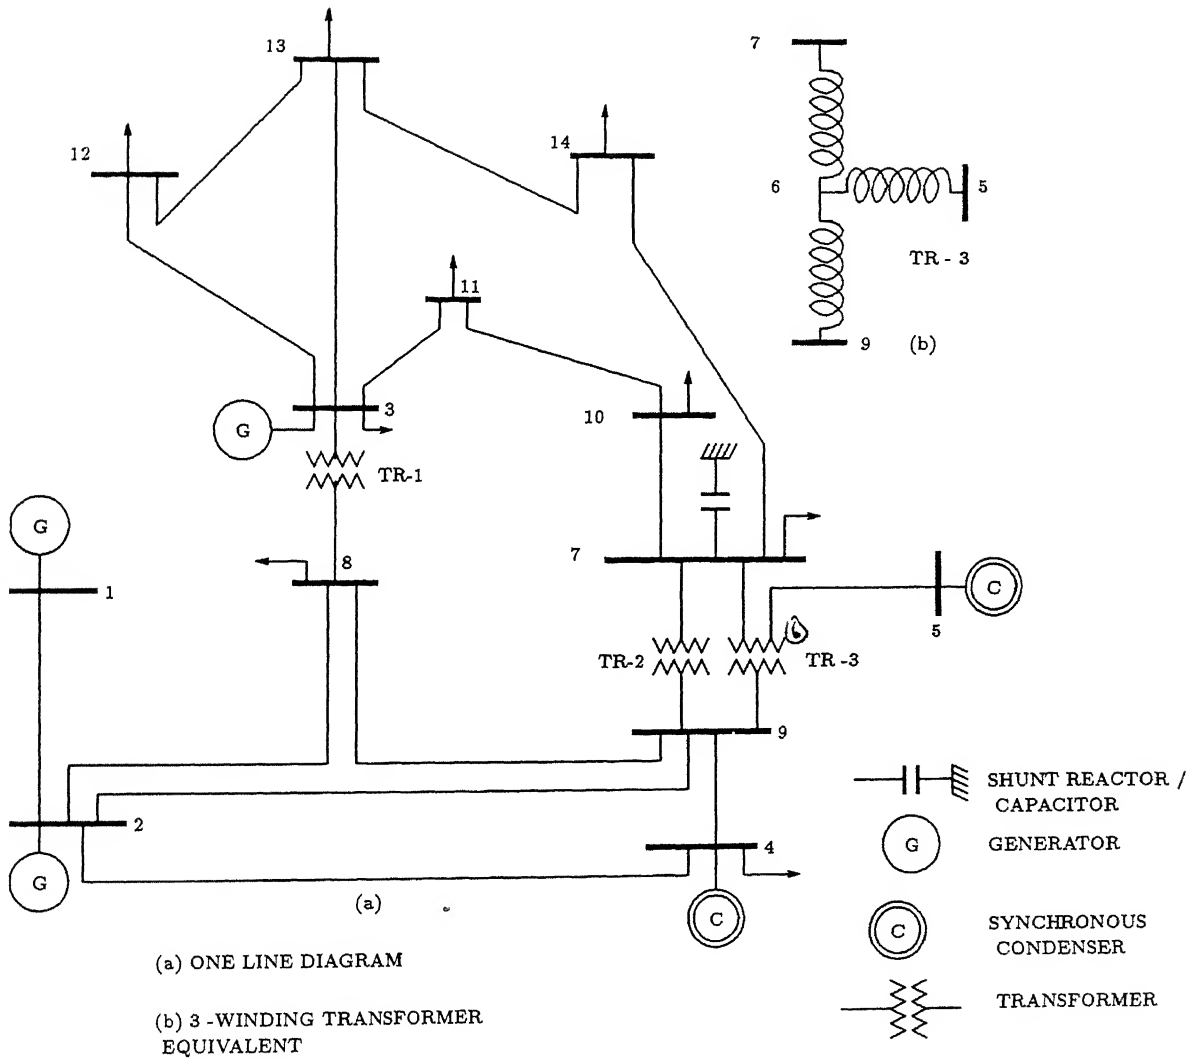 13
7
12
14
6
5
TR - 3
11
9
(b)
3
G
10
TR-1
G
8
7
1
C
5
6
TR-2
TR -3
9
SHUNT REACTOR /
CAPACITOR
2
4
G
GENERATOR
G
(a)
C
C
SYNCHRONOUS
CONDENSER
(a) ONE LINE DIAGRAM
TRANSFORMER
(b) 3 -WINDING TRANSFORMER
EQUIVALENT